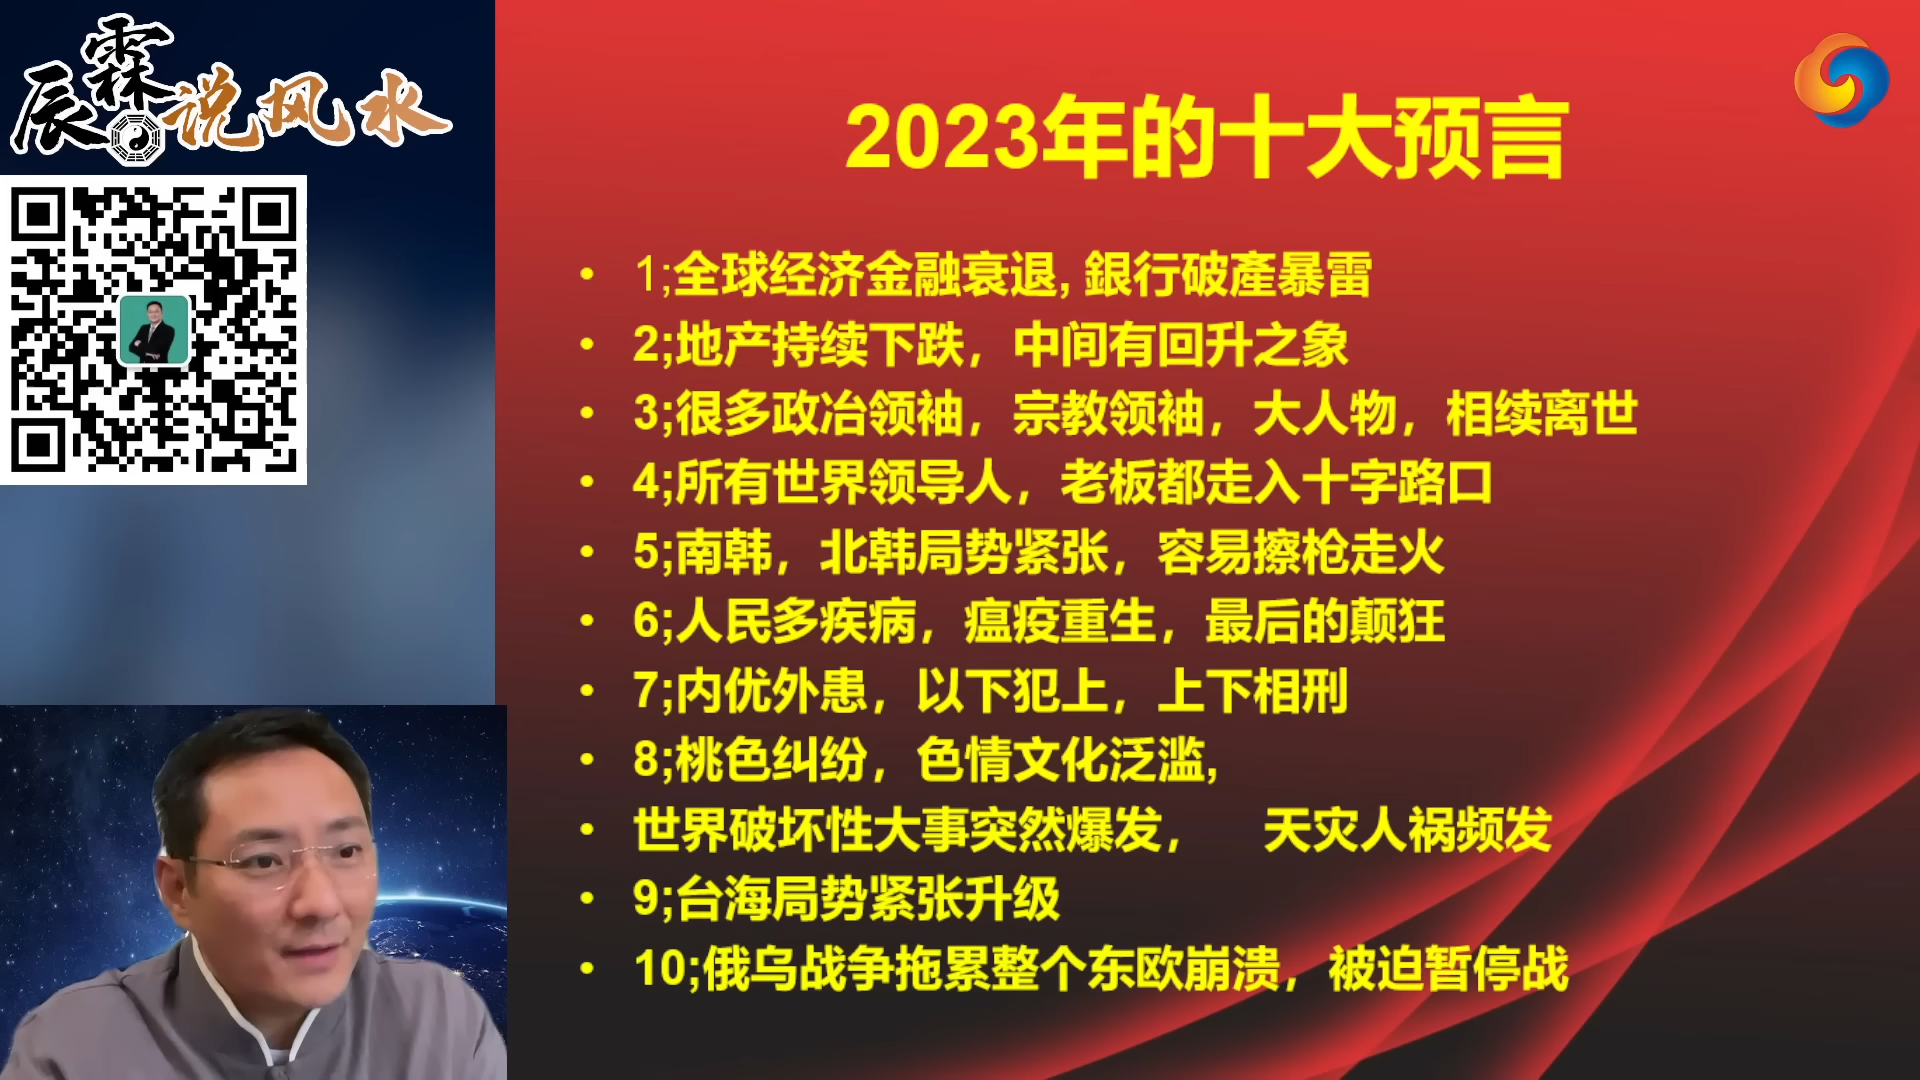 辰霖说风水
2023年的十大预言
• 1;全球经济金融衰退, 銀行破產暴雷
• 2;地产持续下跌，中间有回升之象
• 3;很多政冶领袖，宗教领袖，大人物，相续离世
• 4;所有世界领导人，老板都走入十字路口
• 5;南韩，北韩局势紧张，容易擦枪走火
• 6;人民多疾病，瘟疫重生，最后的颠狂
• 7;内优外患，以下犯上，上下相刑
• 8;桃色纠纷，色情文化泛滥,
• 世界破坏性大事突然爆发， 天灾人祸频发
• 9;台海局势紧张升级
• 10;俄乌战争拖累整个东欧崩溃，被迫暂停战